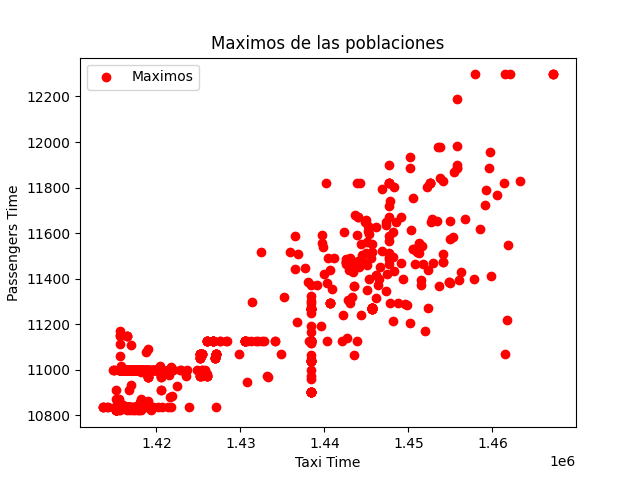 Maximos de las poblaciones
Maximos
Passengers Time
12200
12000
11800
11600
11400
11200
11000
10800
1.42 1.43 1.44 1.45 1.46
Taxi Time
1e6